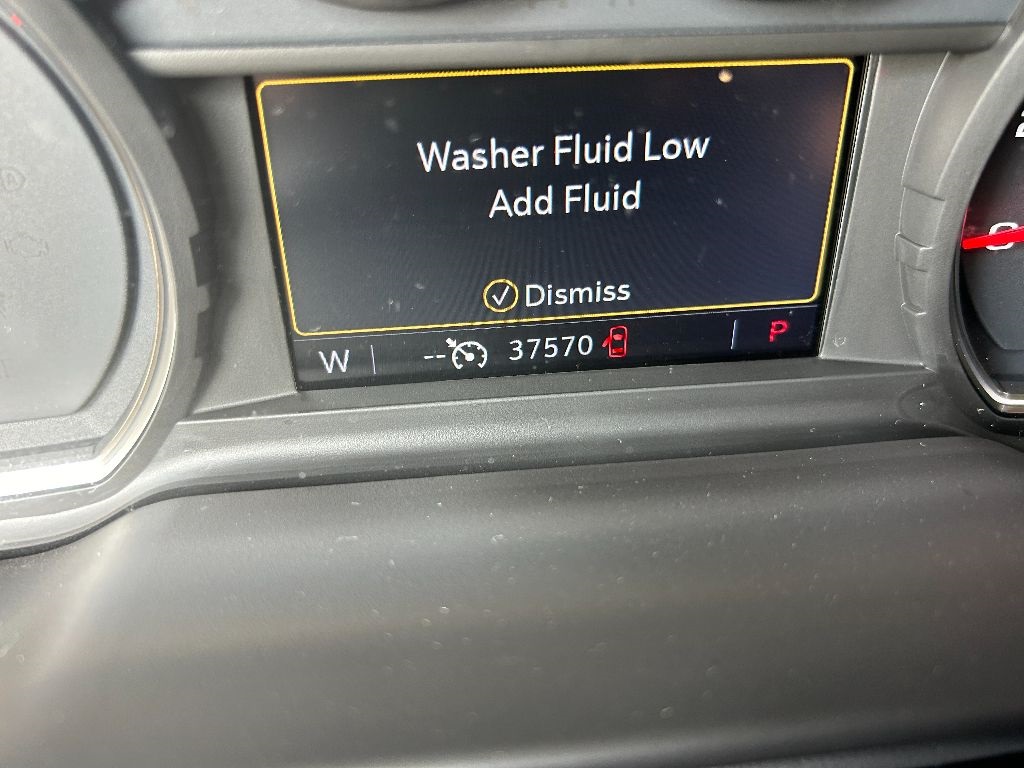 Washer Fluid Low
Add Fluid
Dismiss
W -- 37570 P